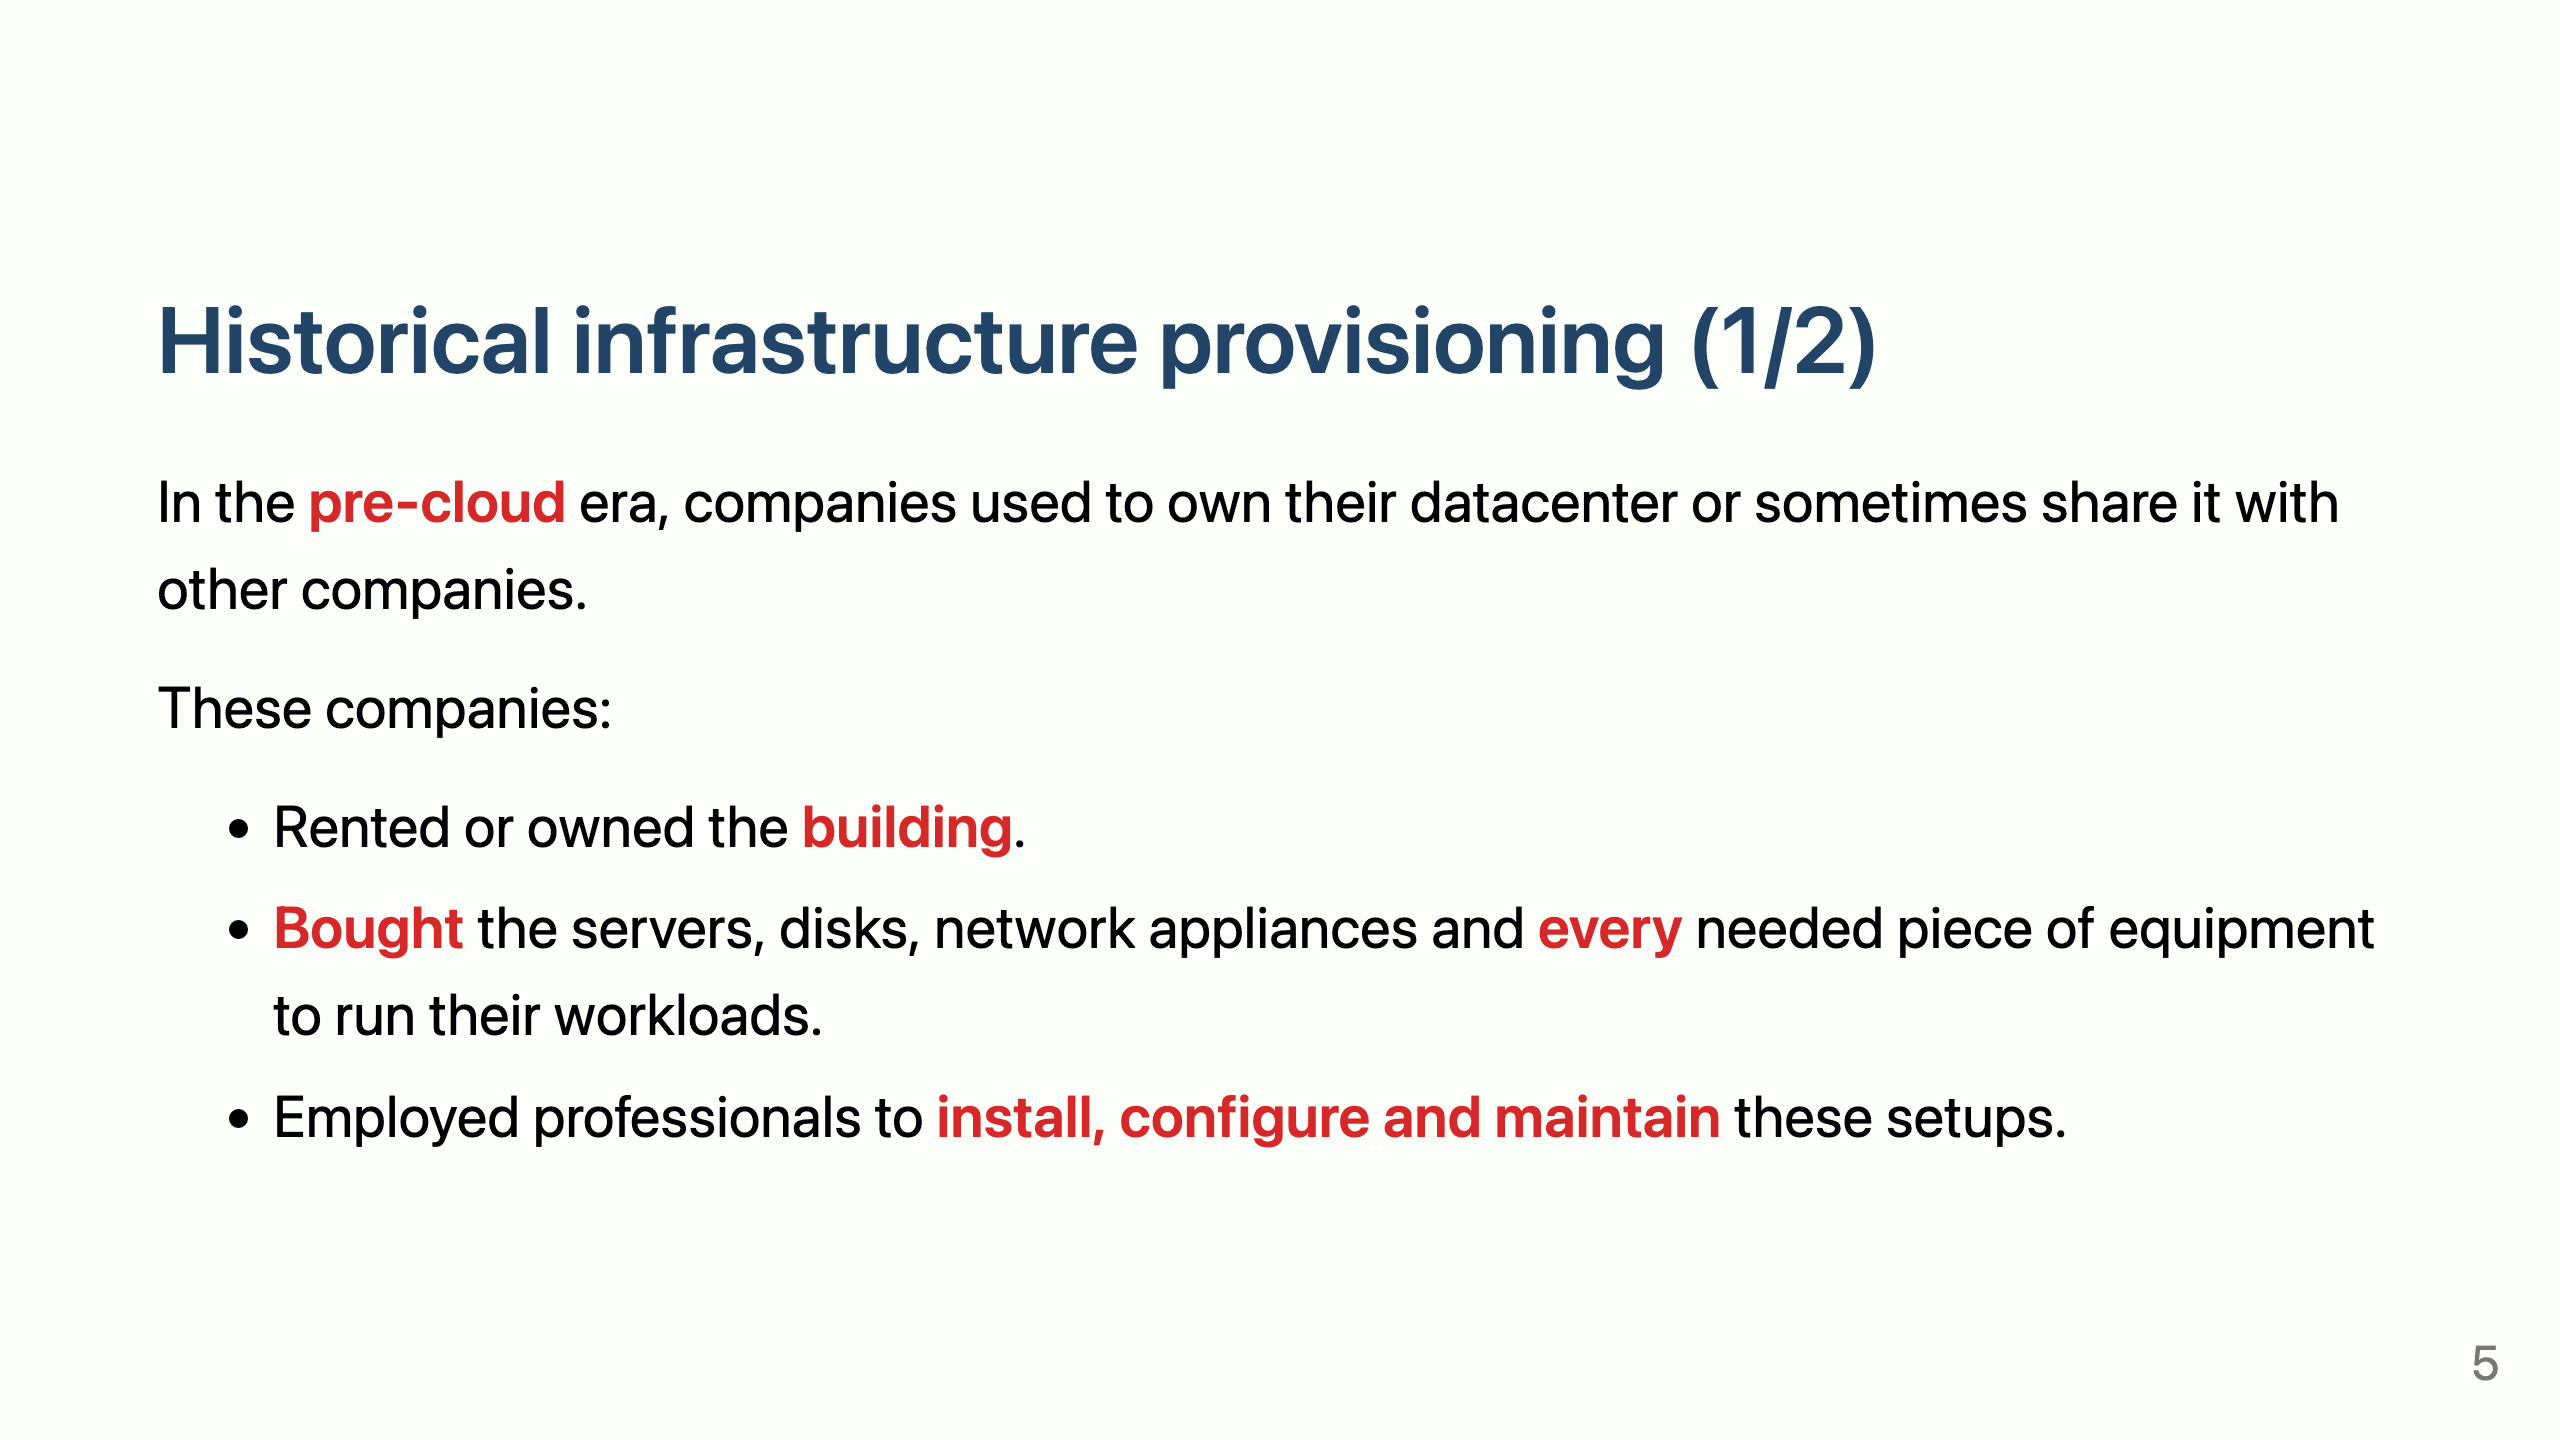 Historical infrastructure provisioning (1/2)
In the pre-cloud era, companies used to own their datacenter or sometimes share it with
other companies.
These companies:
• Rented or owned the building.
• Bought the servers, disks, network appliances and every needed piece of equipment
to run their workloads.
• Employed professionals to install, configure and maintain these setups.
5